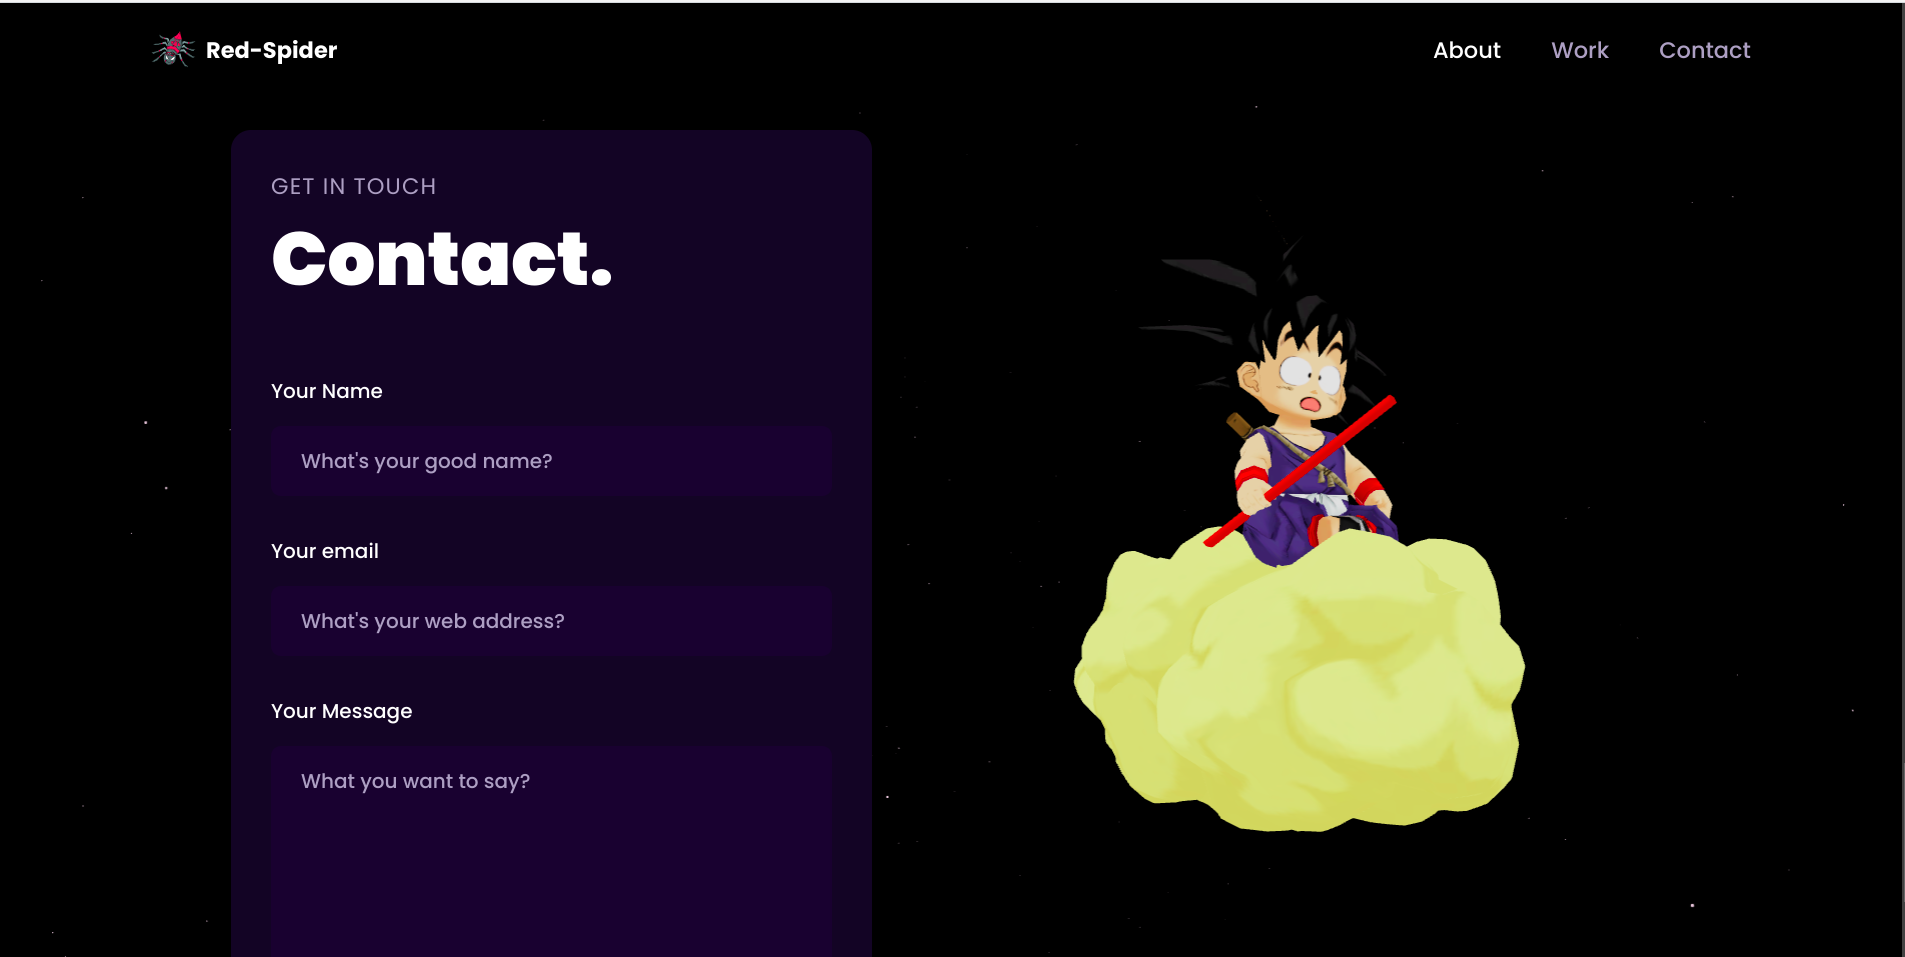 Red-Spider
About
Work
Contact
GET IN TOUCH
Contact.
Your Name
What's your good name?
Your email
What's your web address?
Your Message
What you want to say?